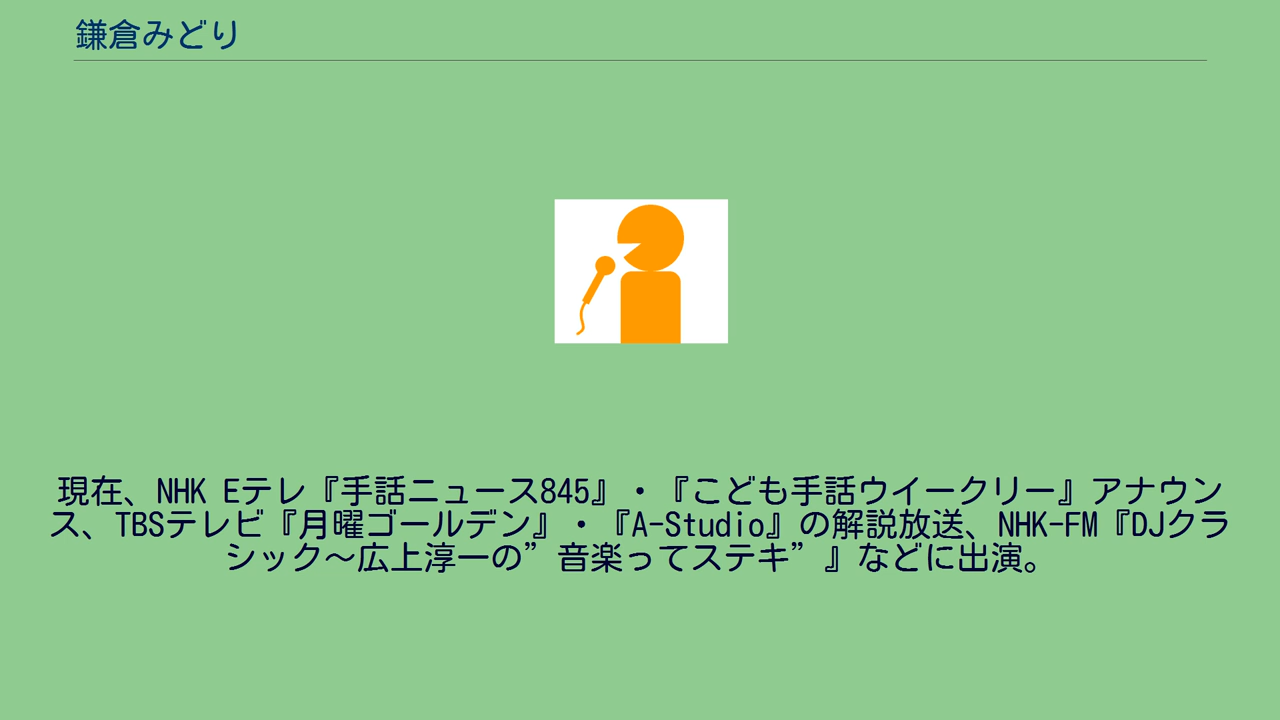 鎌倉みどり
現在、NHK Eテレ『手話ニュース845』・『こども手話ウイークリー』アナウン
ス、TBSテレビ『月曜ゴールデン』・『A-Studio』の解説放送、NHK-FM『DJクラ
シック～広上淳一の”音楽ってステキ”』などに出演。